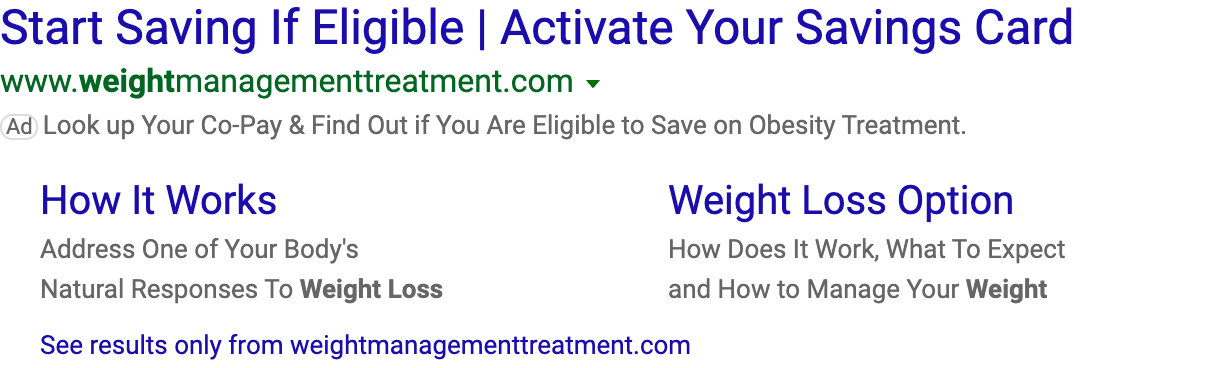 Start Saving If Eligible | Activate Your Savings Card
www.weightmanagementtreatment.com
Ad Look up Your Co-Pay & Find Out if You Are Eligible to Save on Obesity Treatment.
How It Works
Address One of Your Body's
Natural Responses To Weight Loss
Weight Loss Option
How Does It Work, What To Expect
and How to Manage Your Weight
See results only from weightmanagementtreatment.com